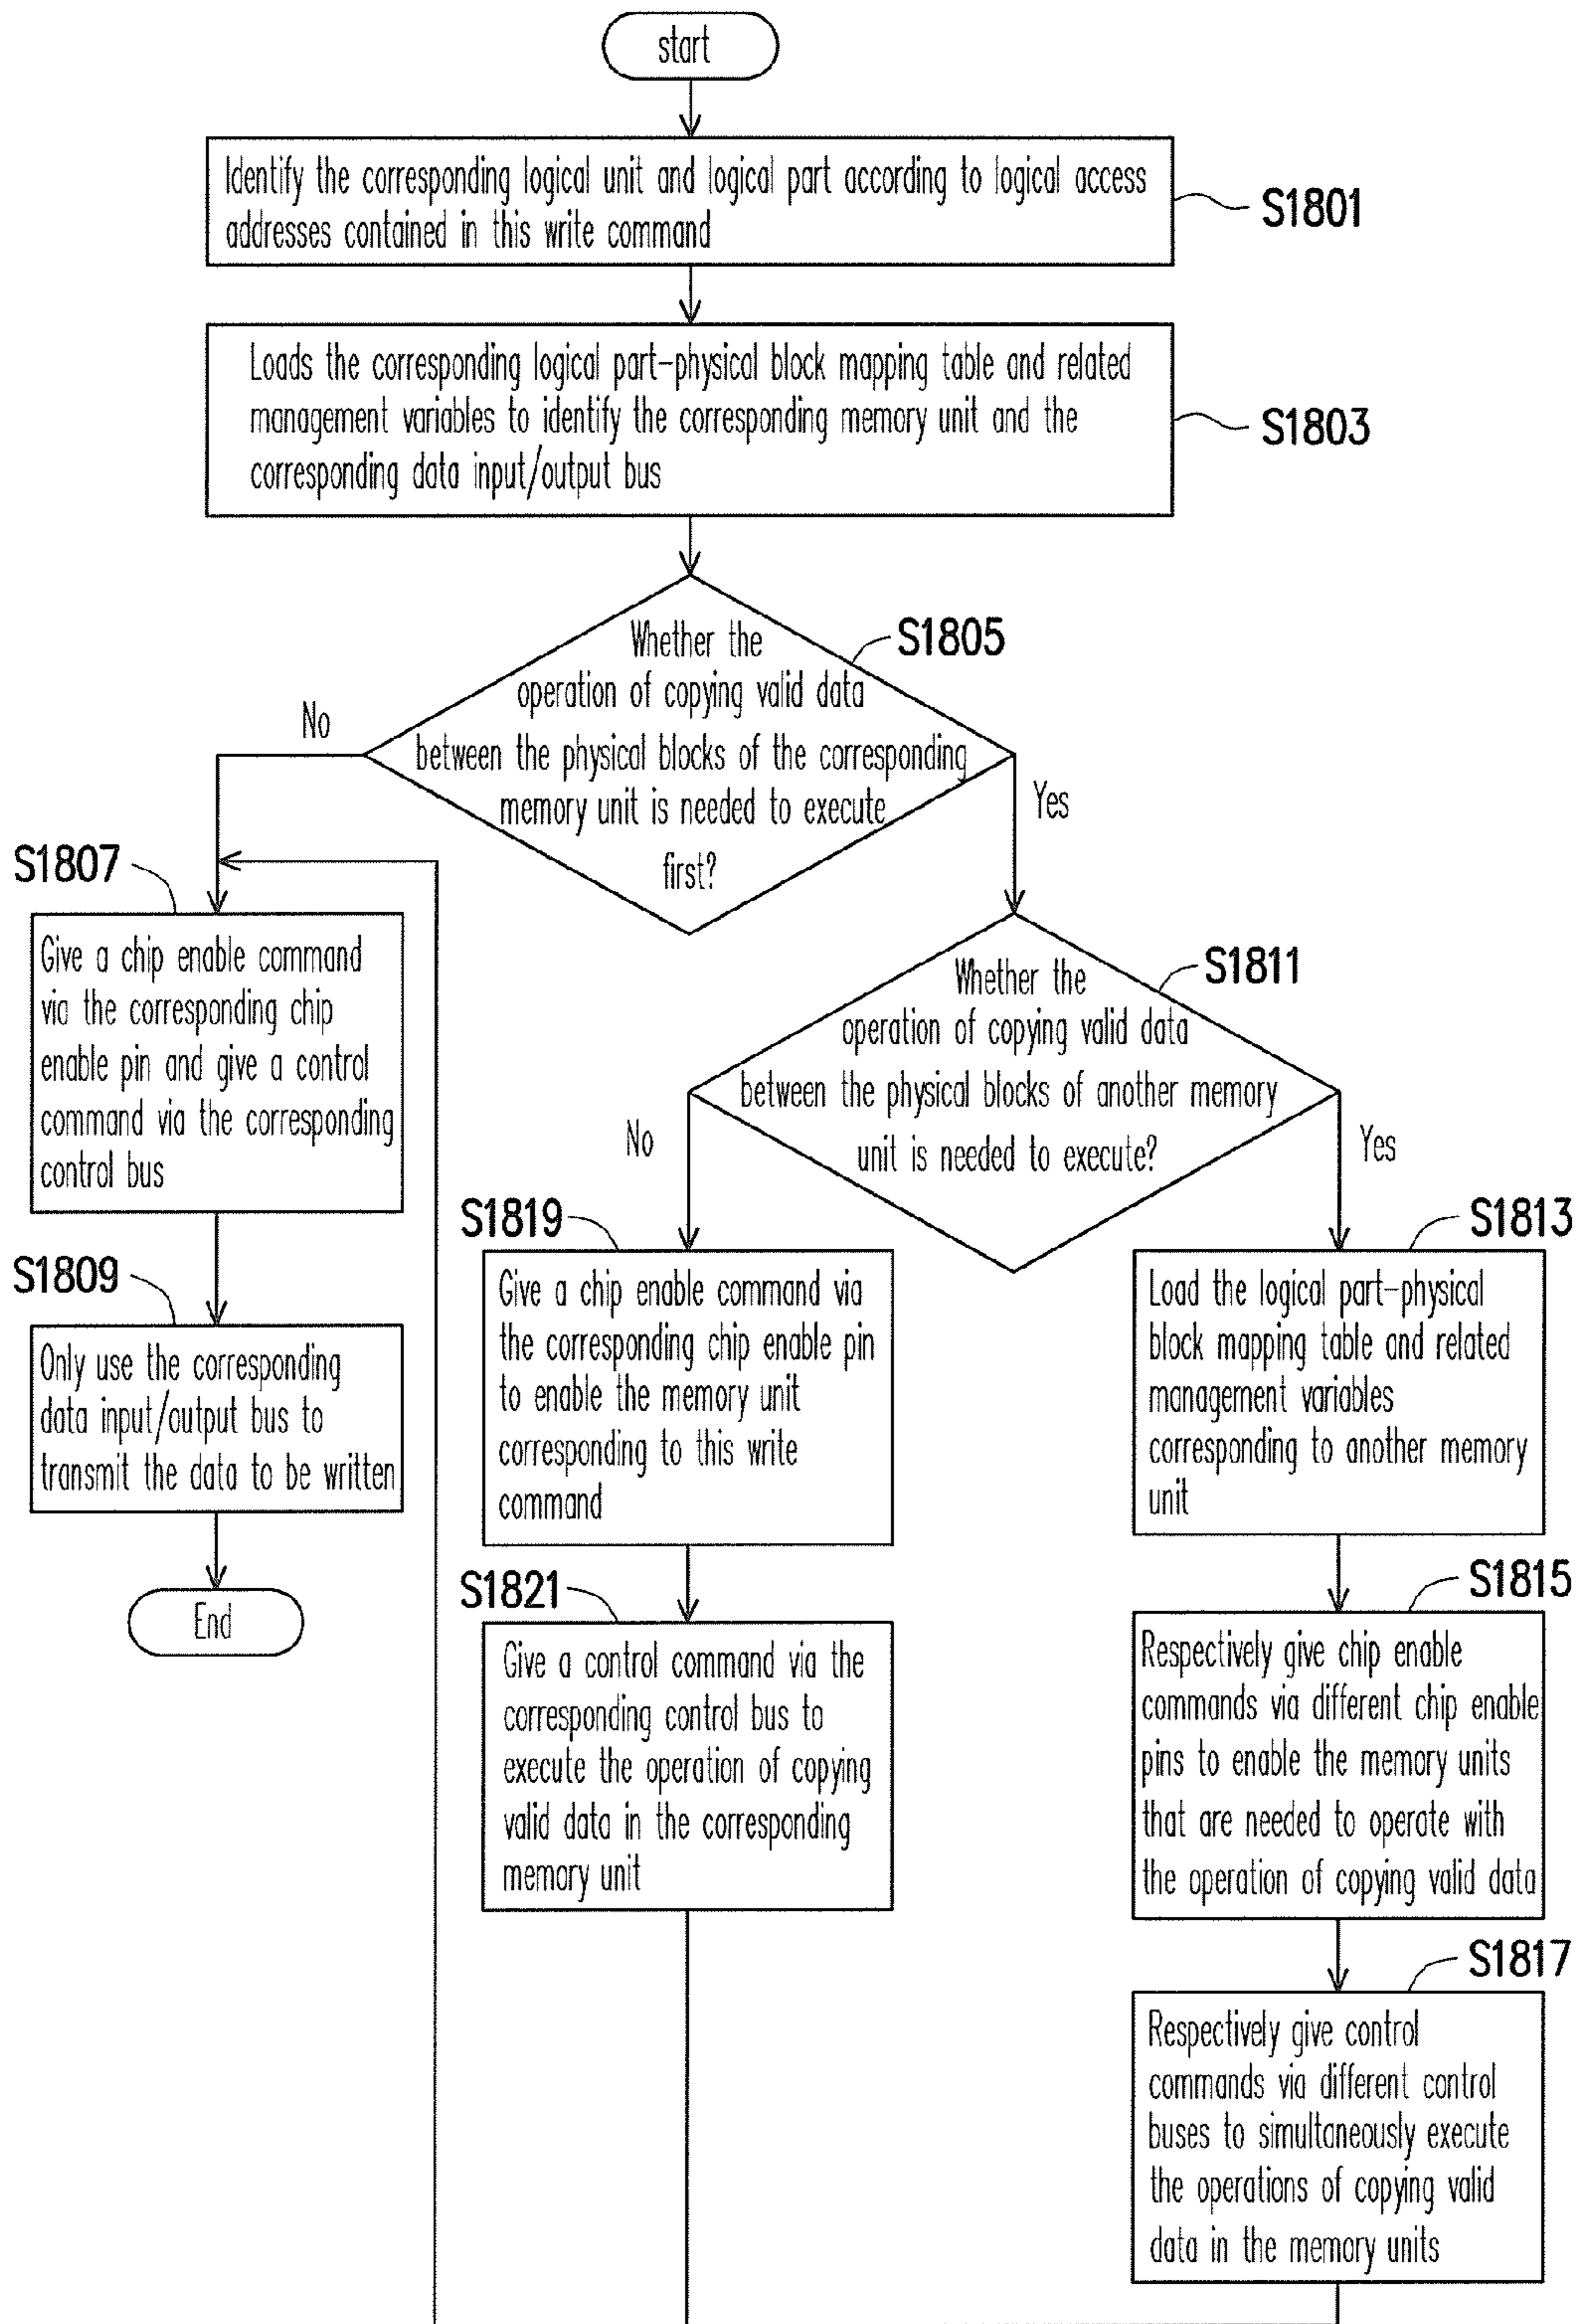 start
Identify the corresponding logical unit and logical part according to logical access
addresses contained in this write command
S1801
Loads the corresponding logical part-physical block mapping table and related
management variables to identify the corresponding memory unit and the
corresponding data input/output bus
S1803
Whether the
operation of copying valid data
between the physical blocks of the corresponding
memory unit is needed to execute
first?
S1805
No
Yes
S1807
Give a chip enable command
via the corresponding chip
enable pin and give a control
command via the corresponding
control bus
S1809
Only use the corresponding
data input/output bus to
transmit the data to be written
End
Whether the
operation of copying valid data
between the physical blocks of another memory
unit is needed to execute?
S1811
No
Yes
S1819
Give a chip enable command via
the corresponding chip enable pin
to enable the memory unit
corresponding to this write
command
S1821
Give a control command via the
corresponding control bus to
execute the operation of copying
valid data in the corresponding
memory unit
S1813
Load the logical part-physical
block mapping table and related
management variables
corresponding to another memory
unit
S1815
Respectively give chip enable
commands via different chip enable
pins to enable the memory units
that are needed to operate with
the operation of copying valid data
S1817
Respectively give control
commands via different control
buses to simultaneously execute
the operations of copying valid
data in the memory units